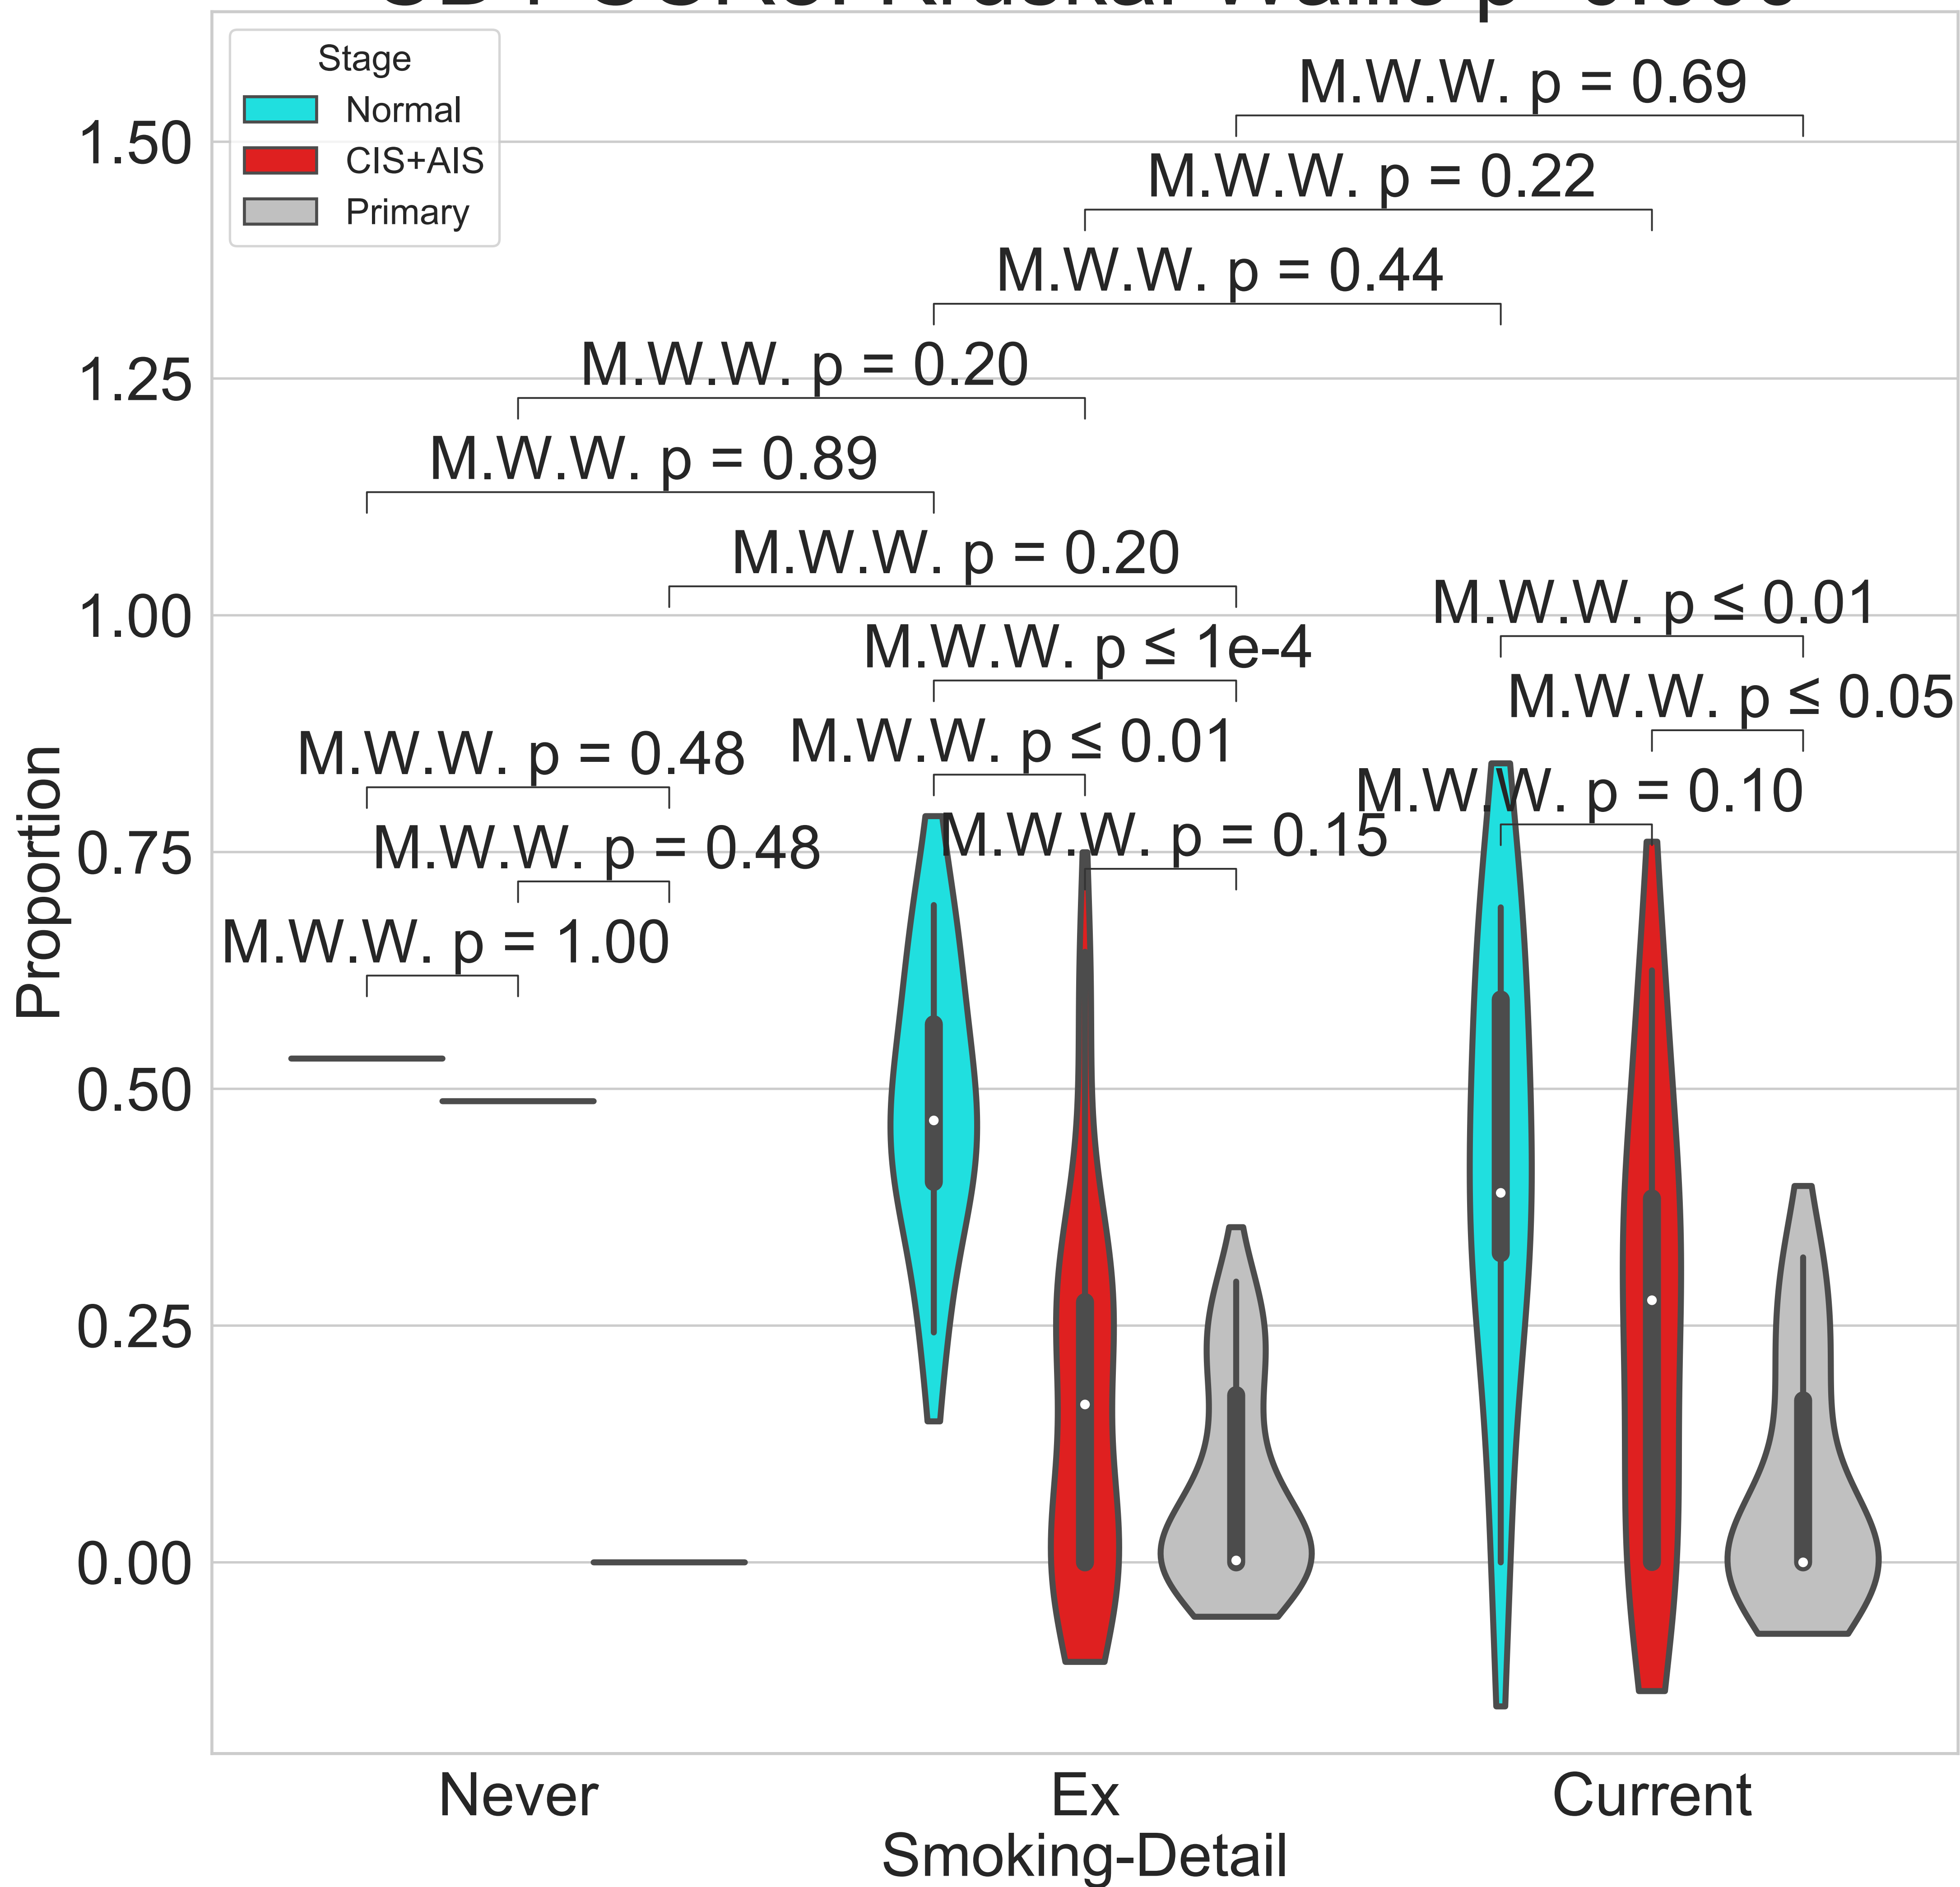 Stage
Normal
CIS+AIS
Primary
M.W.W. p = 0.69
M.W.W. p = 0.22
M.W.W. p = 0.44
M.W.W. p = 0.20
M.W.W. p = 0.89
M.W.W. p = 0.20
M.W.W. p ≤ 0.01
M.W.W. p ≤ 1e-4
M.W.W. p ≤ 0.05
M.W.W. p ≤ 0.01
M.W.W. p = 0.48
M.W.W. p = 0.10
M.W.W. p = 0.15
M.W.W. p = 0.48
M.W.W. p = 1.00
1.50
1.25
1.00
0.75
0.50
0.25
0.00
Proportion
Never
Ex
Current
Smoking-Detail